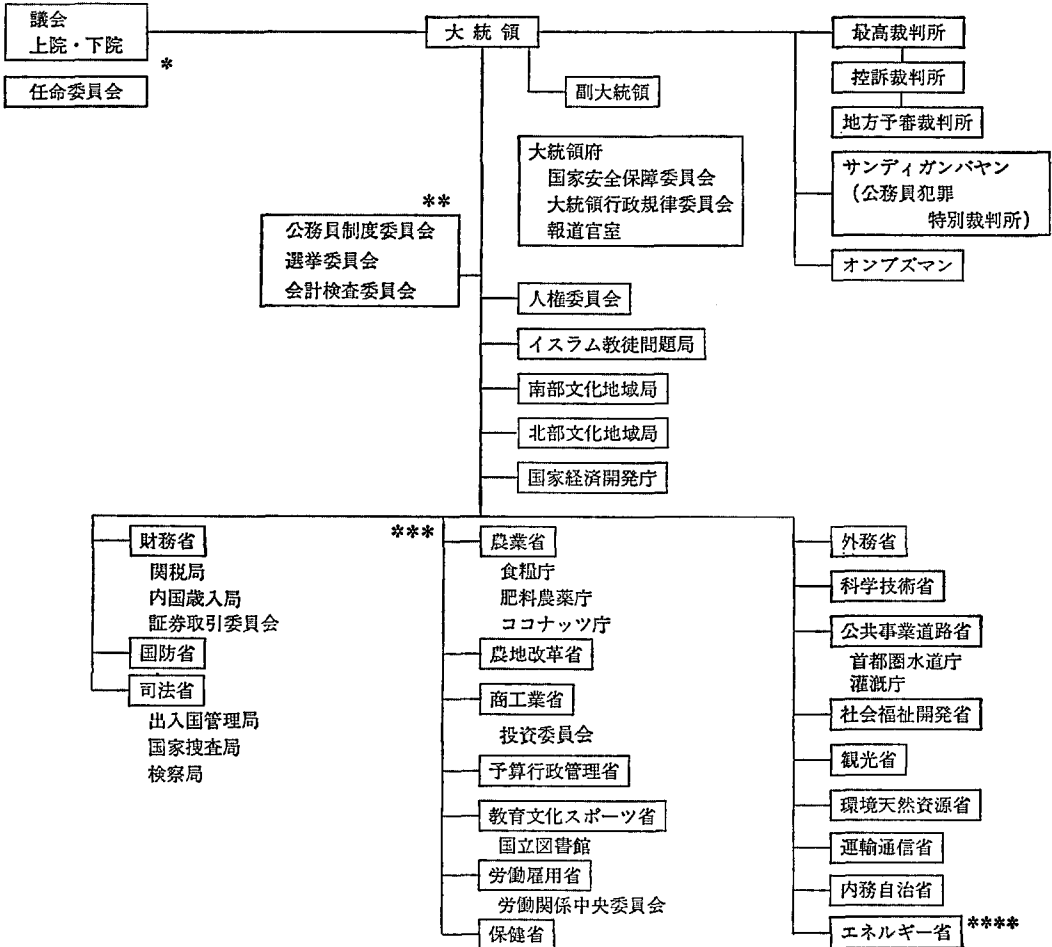 議会
上院・下院
*
任命委員会
大統領
副大統領
大統領府
国家安全保障委員会
大統領行政規律委員会
報道官室
**
公務員制度委員会
選挙委員会
会計検査委員会
最高裁判所
控訴裁判所
地方予審裁判所
サンディガンバヤン
(公務員犯罪
特別裁判所)
オンブズマン
人権委員会
イスラム教徒問題局
南部文化地域局
北部文化地域局
国家経済開発庁
財務省
関税局
内国歳入局
証券取引委員会
国防省
司法省
出入国管理局
国家捜査局
検察局
***
農業省
食糧庁
肥料農薬庁
ココナッツ庁
農地改革省
商工業省
投資委員会
予算行政管理省
教育文化スポーツ省
国立図書館
労働雇用省
労働関係中央委員会
保健省
外務省
科学技術省
公共事業道路省
首都圏水道庁
灌漑庁
社会福祉開発省
観光省
環境天然資源省
運輸通信省
内務自治省
エネルギー省 ****